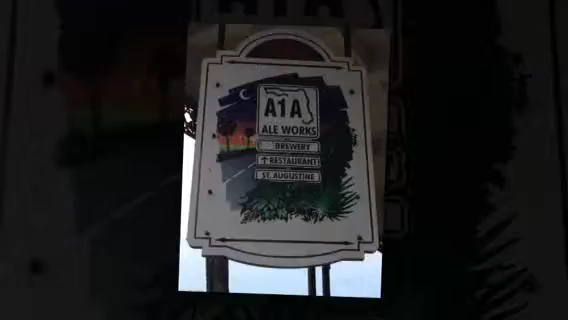 A1A
ALE WORKS
BREWERY
RESTAURANT
ST. AUGUSTINE